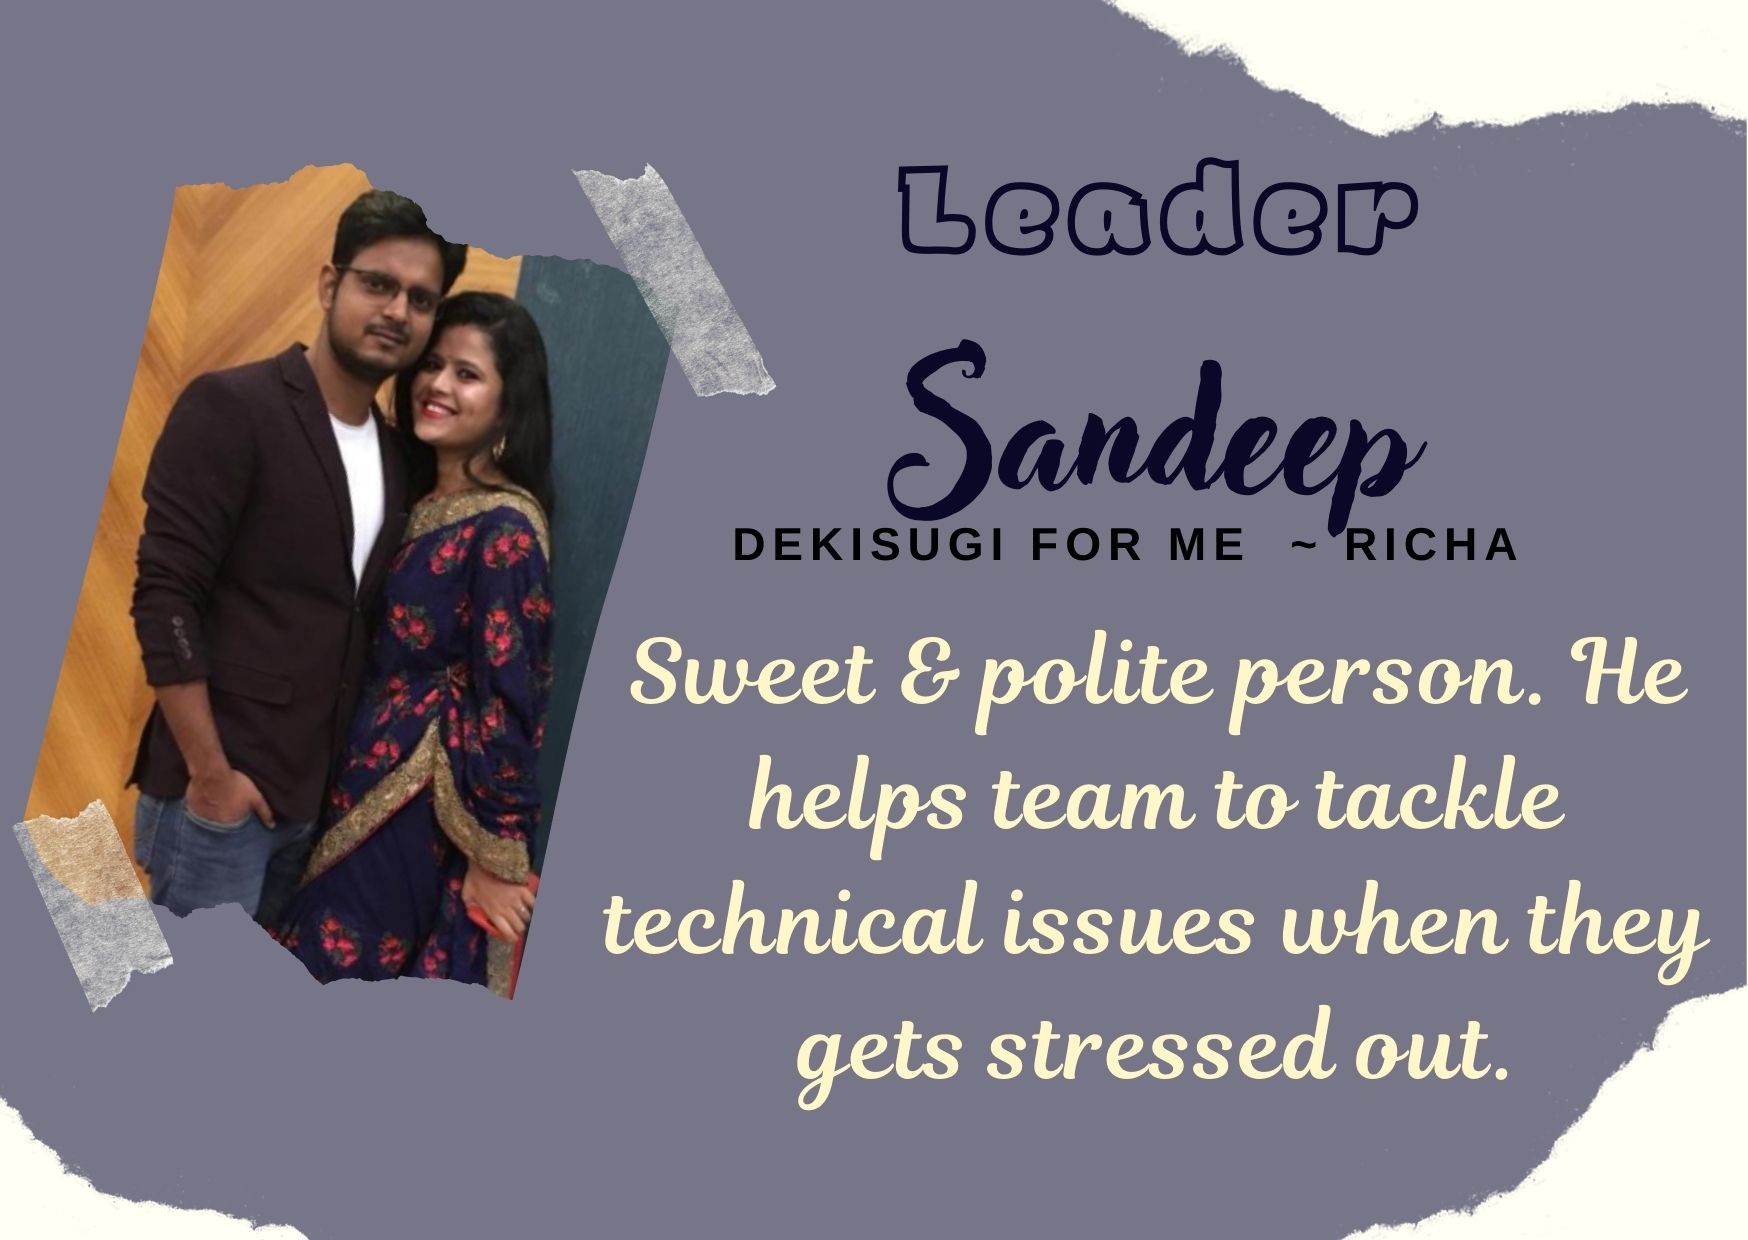 Leader
Sandeep
DEKISUGI FOR ME ~ RICHA
Sweet & polite person. He
helps team to tackle
technical issues when they
gets stressed out.